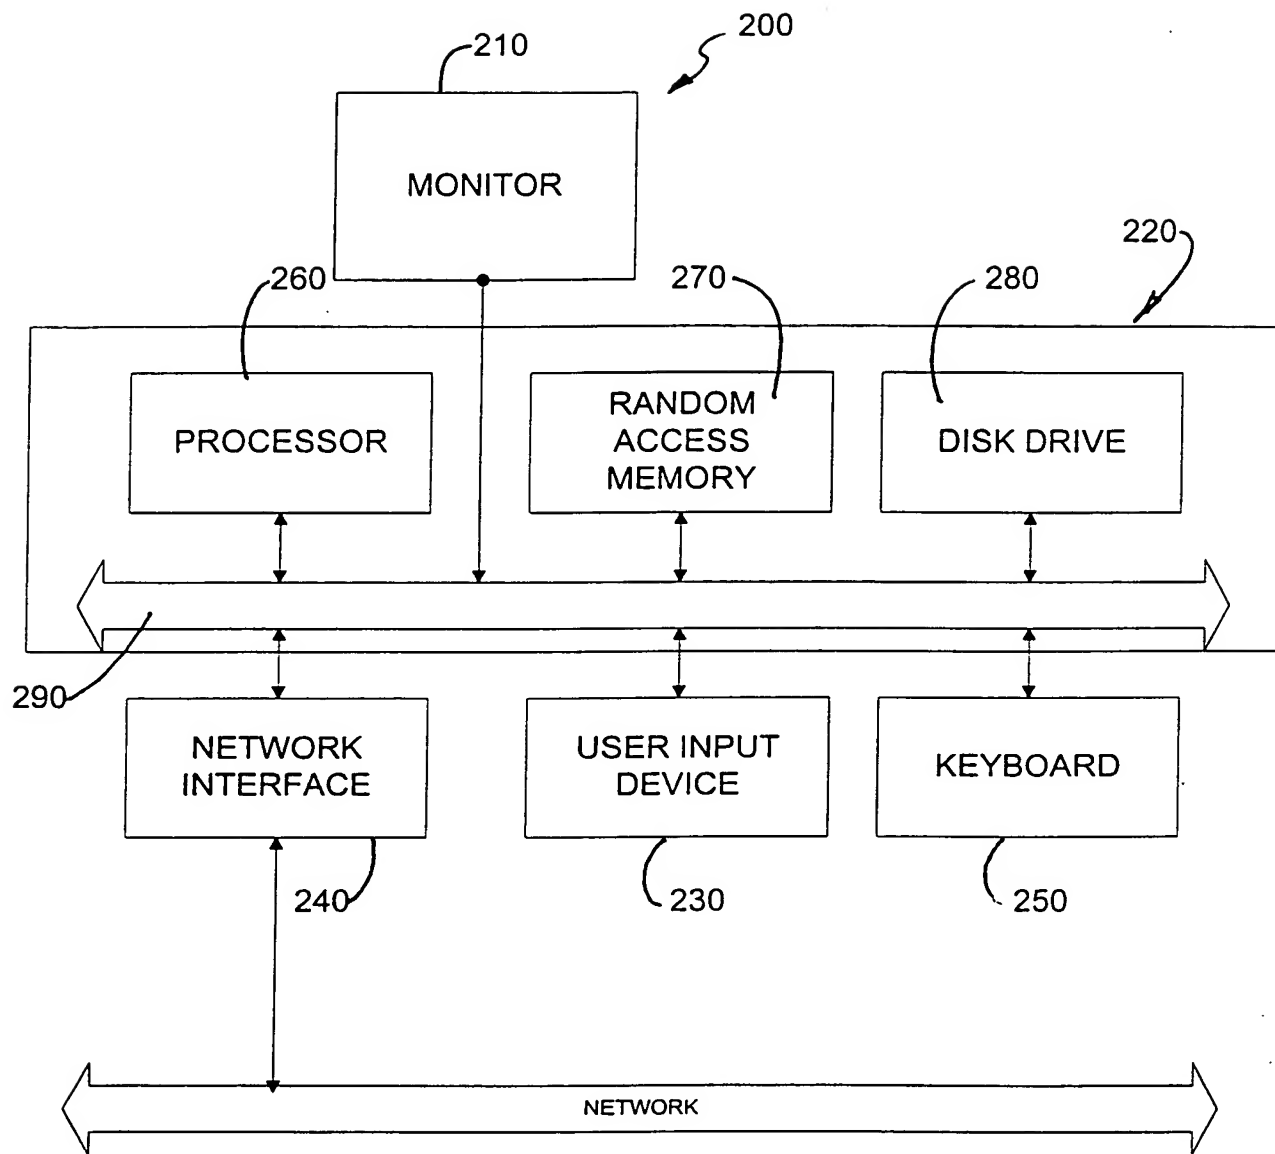 200
210
MONITOR
220
260
270
280
PROCESSOR
RANDOM
ACCESS
MEMORY
DISK DRIVE
290
NETWORK
INTERFACE
USER INPUT
DEVICE
KEYBOARD
240
230
250
NETWORK